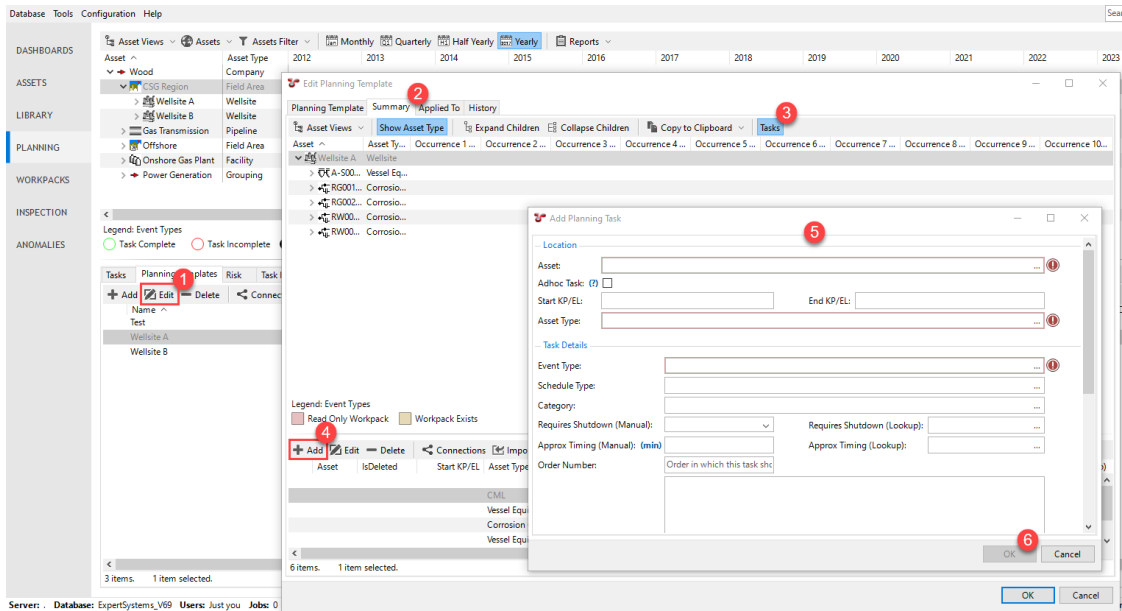 Database Tools Configuration Help
Sear
DASHBOARDS
ASSETS
LIBRARY
PLANNING
WORKPACKS
INSPECTION
ANOMALIES
Asset Views Assets Assets Filter Monthly Quarterly Half Yearly Yearly Reports
Asset Asset Type 2012 2013 2014 2015 2016 2017 2018 2019 2020 2021 2022 2023
Wood Company
CSG Region Field Area
Wellsite A Wellsite
Wellsite B Wellsite
Gas Transmission Pipeline
Offshore Field Area
Onshore Gas Plant Facility
Power Generation Grouping
Legend: Event Types
Task Complete Task Incomplete
Tasks Planning Templates Risk Task
1
Add Edit Delete Connec
Name
Test
Wellsite A
Wellsite B
3 items. 1 item selected.
Edit Planning Template
2
Planning Template Summary Applied To History
3
Asset Views Show Asset Type Expand Children Collapse Children Copy to Clipboard Tasks
Asset Asset Ty... Occurrence 1 ... Occurrence 2 ... Occurrence 3 ... Occurrence 4 ... Occurrence 5 ... Occurrence 6 ... Occurrence 7 ... Occurrence 8 ... Occurrence 9 ... Occurrence 10...
Wellsite A Wellsite
A-S00... Vessel Eq...
RG001... Corrosio...
RG002... Corrosio...
RW00... Corrosio...
RW00... Corrosio...
Legend: Event Types
Read Only Workpack Workpack Exists
4
Add Edit Delete Connections Impo
Asset IsDeleted Start KP/EL Asset Type
CML
Vessel Equi
Corrosion
Vessel Equi
6 items. 1 item selected.
OK Cancel
Add Planning Task
5
Location
Asset: ...
Adhoc Task: (?)
Start KP/EL: End KP/EL:
Asset Type: ...
Task Details
Event Type: ...
Schedule Type: ...
Category: ...
Requires Shutdown (Manual): Requires Shutdown (Lookup): ...
Approx Timing (Manual): (min) Approx Timing (Lookup): ...
Order Number: Order in which this task sho
6
OK Cancel
Server: . Database: ExpertSystems_V69 Users: Just you Jobs: 0